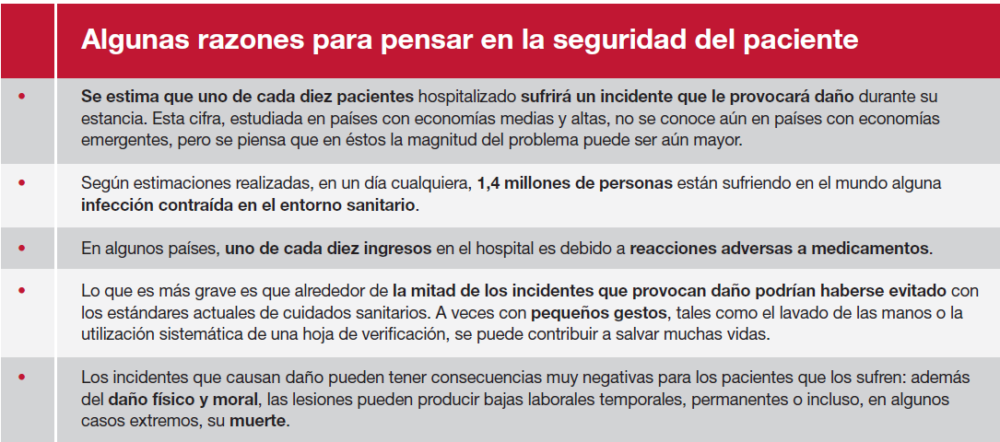 Algunas razones para pensar en la seguridad del paciente
• Se estima que uno de cada diez pacientes hospitalizado sufrirá un incidente que le provocará daño durante su
estancia. Esta cifra, estudiada en países con economías medias y altas, no se conoce aún en países con economías
emergentes, pero se piensa que en éstos la magnitud del problema puede ser aún mayor.
• Según estimaciones realizadas, en un día cualquiera, 1,4 millones de personas están sufriendo en el mundo alguna
infección contraída en el entorno sanitario.
• En algunos países, uno de cada diez ingresos en el hospital es debido a reacciones adversas a medicamentos.
• Lo que es más grave es que alrededor de la mitad de los incidentes que provocan daño podrían haberse evitado con
los estándares actuales de cuidados sanitarios. A veces con pequeños gestos, tales como el lavado de las manos o la
utilización sistemática de una hoja de verificación, se puede contribuir a salvar muchas vidas.
• Los incidentes que causan daño pueden tener consecuencias muy negativas para los pacientes que los sufren: además
del daño físico y moral, las lesiones pueden producir bajas laborales temporales, permanentes o incluso, en algunos
casos extremos, su muerte.